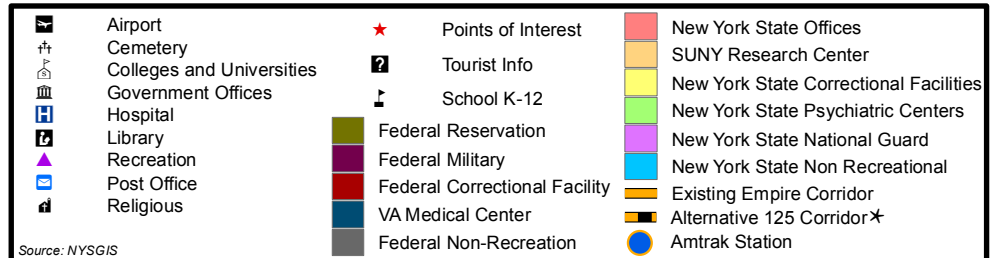 Airport
Cemetery
Colleges and Universities
Government Offices
Hospital
Library
Recreation
Post Office
Religious
Source: NYSGIS
Points of Interest
? Tourist Info
School K-12
Federal Reservation
Federal Military
Federal Correctional Facility
VA Medical Center
Federal Non-Recreation
New York State Offices
SUNY Research Center
New York State Correctional Facilities
New York State Psychiatric Centers
New York State National Guard
New York State Non Recreational
Existing Empire Corridor
Alternative 125 Corridor*
Amtrak Station